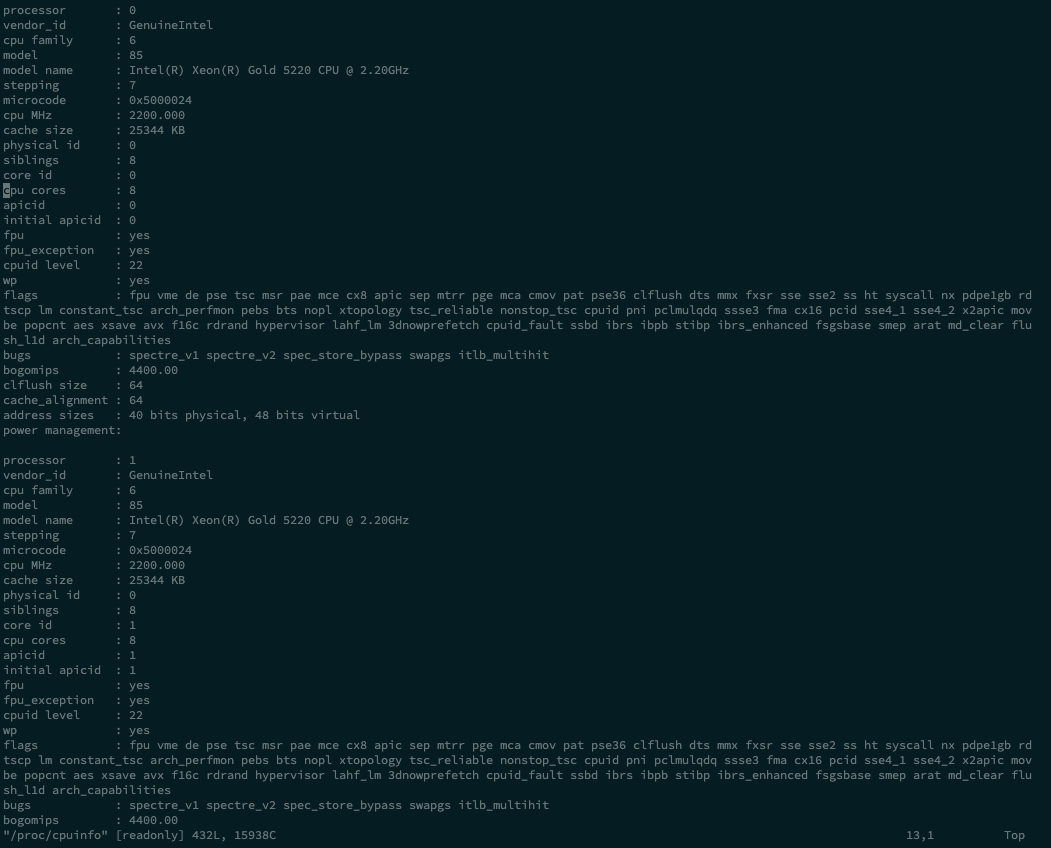 processor       : 0
vendor_id       : GenuineIntel
cpu family      : 6
model           : 85
model name      : Intel(R) Xeon(R) Gold 5220 CPU @ 2.20GHz
stepping        : 7
microcode       : 0x5000024
cpu MHz         : 2200.000
cache size      : 25344 KB
physical id     : 0
siblings        : 8
core id         : 0
cpu cores       : 8
apicid          : 0
initial apicid  : 0
fpu             : yes
fpu_exception   : yes
cpuid level     : 22
wp              : yes
flags           : fpu vme de pse tsc msr pae mce cx8 apic sep mtrr pge mca cmov pat pse36 clflush dts mmx fxsr sse sse2 ss ht syscall nx pdpe1gb rd
tscp lm constant_tsc arch_perfmon pebs bts nopl xtopology tsc_reliable nonstop_tsc cpuid pni pclmulqdq ssse3 fma cx16 pcid sse4_1 sse4_2 x2apic mov
be popcnt aes xsave avx f16c rdrand hypervisor lahf_lm 3dnowprefetch cpuid_fault ssbd ibrs ibpb stibp ibrs_enhanced fsgsbase smep arat md_clear flu
sh_l1d arch_capabilities
bugs            : spectre_v1 spectre_v2 spec_store_bypass swapgs itlb_multihit
bogomips        : 4400.00
clflush size    : 64
cache_alignment : 64
address sizes   : 40 bits physical, 48 bits virtual
power management:

processor       : 1
vendor_id       : GenuineIntel
cpu family      : 6
model           : 85
model name      : Intel(R) Xeon(R) Gold 5220 CPU @ 2.20GHz
stepping        : 7
microcode       : 0x5000024
cpu MHz         : 2200.000
cache size      : 25344 KB
physical id     : 0
siblings        : 8
core id         : 1
cpu cores       : 8
apicid          : 1
initial apicid  : 1
fpu             : yes
fpu_exception   : yes
cpuid level     : 22
wp              : yes
flags           : fpu vme de pse tsc msr pae mce cx8 apic sep mtrr pge mca cmov pat pse36 clflush dts mmx fxsr sse sse2 ss ht syscall nx pdpe1gb rd
tscp lm constant_tsc arch_perfmon pebs bts nopl xtopology tsc_reliable nonstop_tsc cpuid pni pclmulqdq ssse3 fma cx16 pcid sse4_1 sse4_2 x2apic mov
be popcnt aes xsave avx f16c rdrand hypervisor lahf_lm 3dnowprefetch cpuid_fault ssbd ibrs ibpb stibp ibrs_enhanced fsgsbase smep arat md_clear flu
sh_l1d arch_capabilities
bugs            : spectre_v1 spectre_v2 spec_store_bypass swapgs itlb_multihit
bogomips        : 4400.00
"/proc/cpuinfo" [readonly] 432L, 15938C 13,1 Top